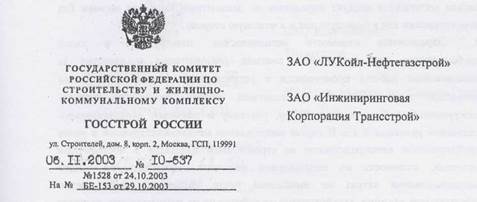 ГОСУДАРСТВЕННЫЙ КОМИТЕТ
РОССИЙСКОЙ ФЕДЕРАЦИИ ПО
СТРОИТЕЛЬСТВУ И ЖИЛИЩНО-
КОММУНАЛЬНОМУ КОМПЛЕКСУ
ГОССТРОЙ РОССИИ
ул. Строителей, дом. 8, корп. 2, Москва, ГСП, 119991
06.II.2003 № IO-637
№1528 от 24.10.2003
На № БЕ-153 от 29.10.2003
ЗАО «ЛУКойл-Нефтегазстрой»
ЗАО «Инжиниринговая
Корпорация Трансстрой»